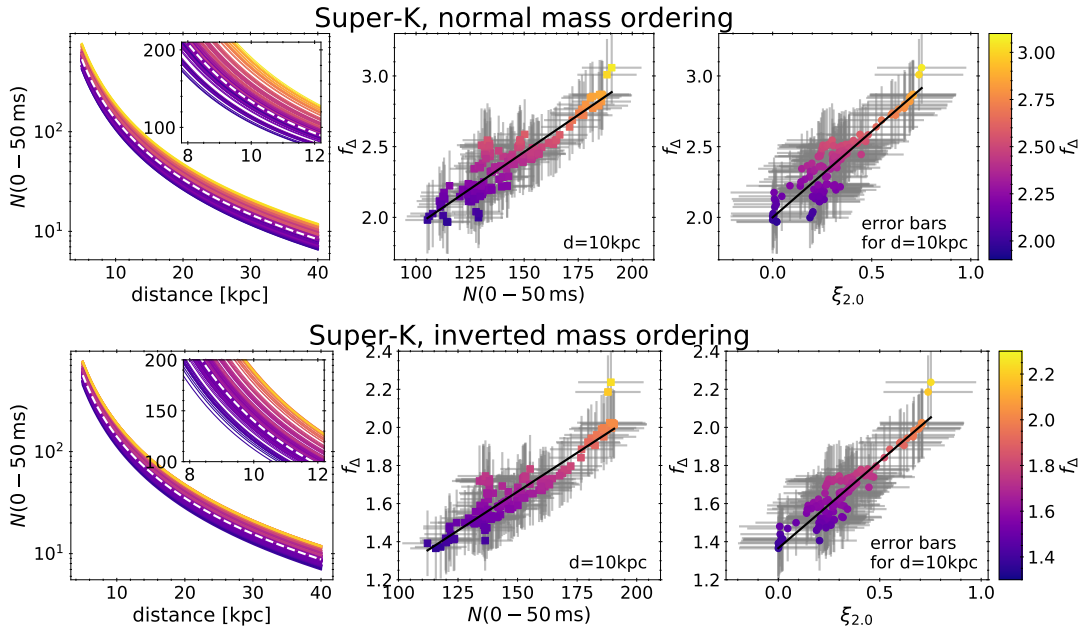 Super-K, normal mass ordering
N(0 − 50 ms)
10²
10¹
10 20 30 40
distance [kpc]
200
100
8 10 12
f_Δ
3.0
2.5
2.0
100 125 150 175 200
N(0 − 50 ms)
d=10kpc
f_Δ
3.0
2.5
2.0
0.0 0.5 1.0
ξ₂.₀
error bars
for d=10kpc
3.00
2.75
2.50
2.25
2.00
f_Δ
Super-K, inverted mass ordering
N(0 − 50 ms)
10²
10¹
10 20 30 40
distance [kpc]
200
150
100
8 10 12
f_Δ
2.4
2.2
2.0
1.8
1.6
1.4
1.2
100 125 150 175 200
N(0 − 50 ms)
d=10kpc
f_Δ
2.4
2.2
2.0
1.8
1.6
1.4
1.2
0.0 0.5 1.0
ξ₂.₀
error bars
for d=10kpc
2.2
2.0
1.8
1.6
1.4
f_Δ